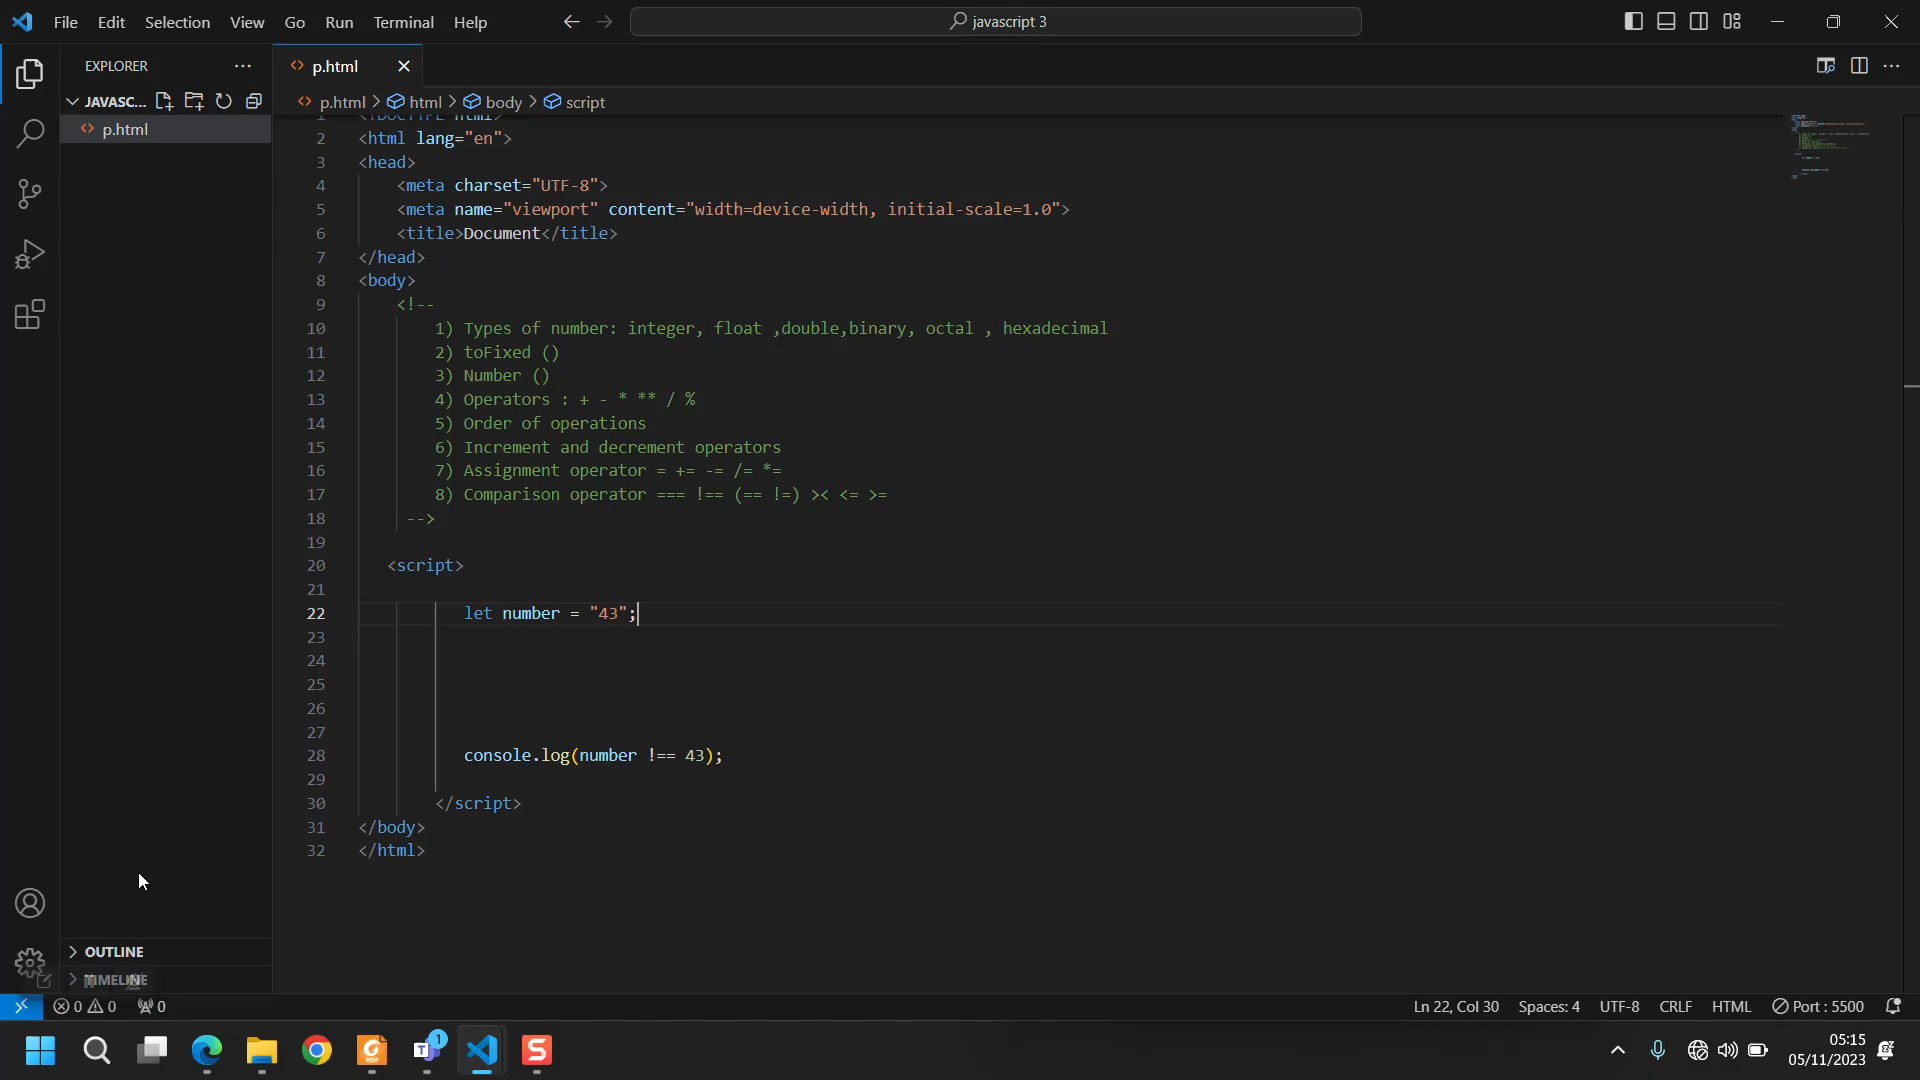 File Edit Selection View Go Run Terminal Help
javascript 3
EXPLORER
p.html
JAVASC...
p.html > html > body > script
p.html
1 <!DOCTYPE html>
2 <html lang="en">
3 <head>
4 <meta charset="UTF-8">
5 <meta name="viewport" content="width=device-width, initial-scale=1.0">
6 <title>Document</title>
7 </head>
8 <body>
9 <!--
10 1) Types of number: integer, float ,double,binary, octal , hexadecimal
11 2) toFixed ()
12 3) Number ()
13 4) Operators : + - * ** / %
14 5) Order of operations
15 6) Increment and decrement operators
16 7) Assignment operator = += -= /= *=
17 8) Comparison operator === !== (== !=) >< <= >=
18 -->
19
20 <script>
21
22 let number = "43";
23
24
25
26
27
28 console.log(number !== 43);
29
30 </script>
31 </body>
32 </html>
OUTLINE
TIMELINE
0 0 0
Ln 22, Col 30 Spaces: 4 UTF-8 CRLF HTML Port : 5500
PDF
T
1
S
05:15
05/11/2023